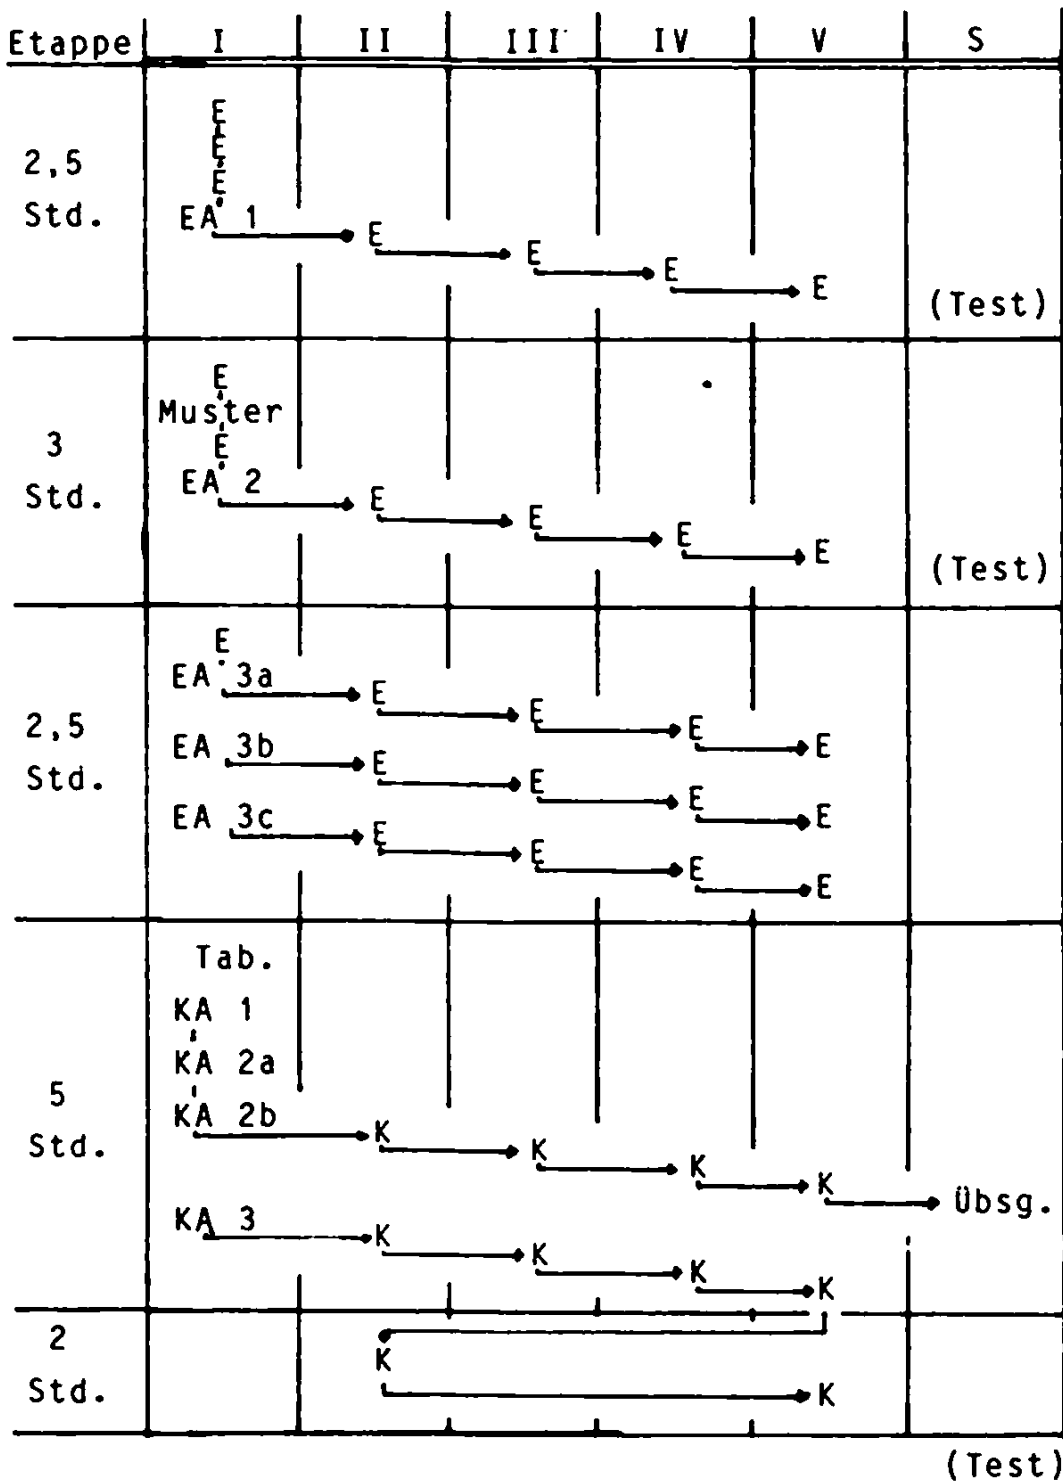 Etappe I II III IV V S
E
E
2,5
E
Std. EA 1
E
E
E
E
(Test)
E
Muster
3
E
Std. EA 2
E
E
E
E
(Test)
E
EA 3a
E
2,5
E
E
E
EA 3b
Std.
E
E
E
E
EA 3c
E
E
E
E
Tab.
KA 1
KA 2a
5
KA 2b
Std.
K
K
K
K
Übsg.
KA 3
K
K
K
K
2
K
Std.
K
(Test)